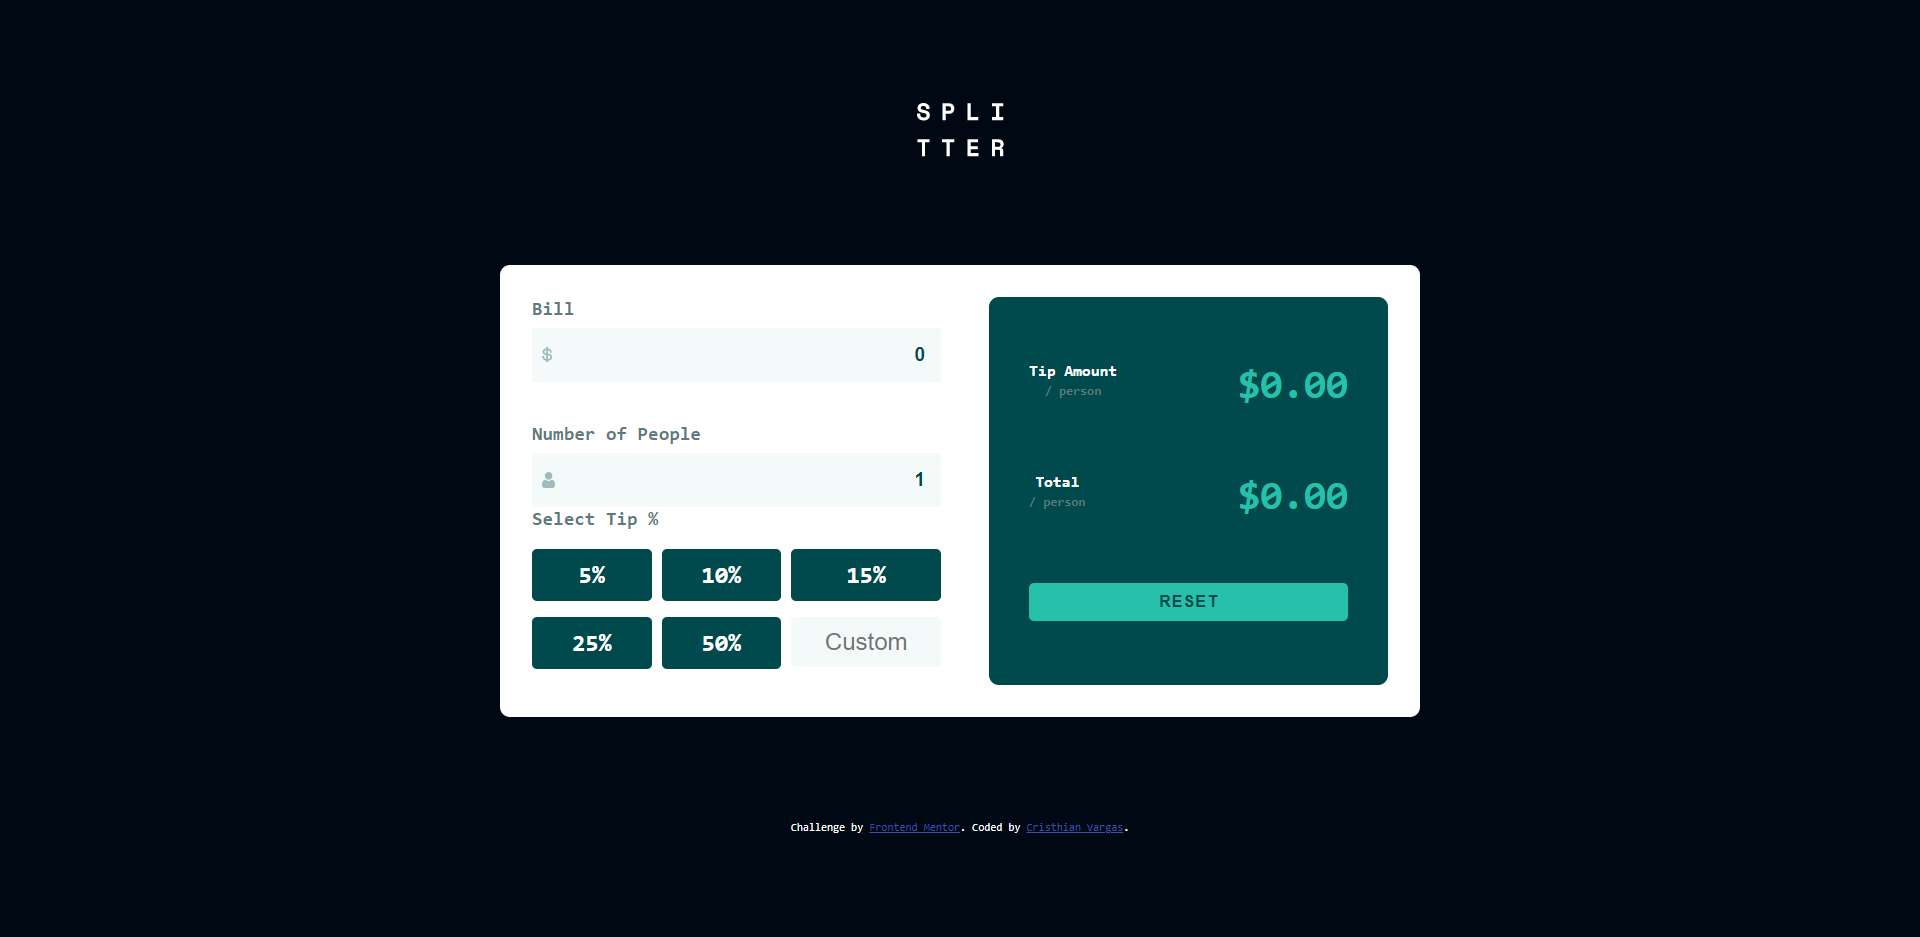 SPLI
TTER
Bill
$ 0
Number of People
1
Select Tip %
5% 10% 15%
25% 50% Custom
Tip Amount
/ person
$0.00
Total
/ person
$0.00
RESET
Challenge by Frontend Mentor. Coded by Cristhian Vargas.